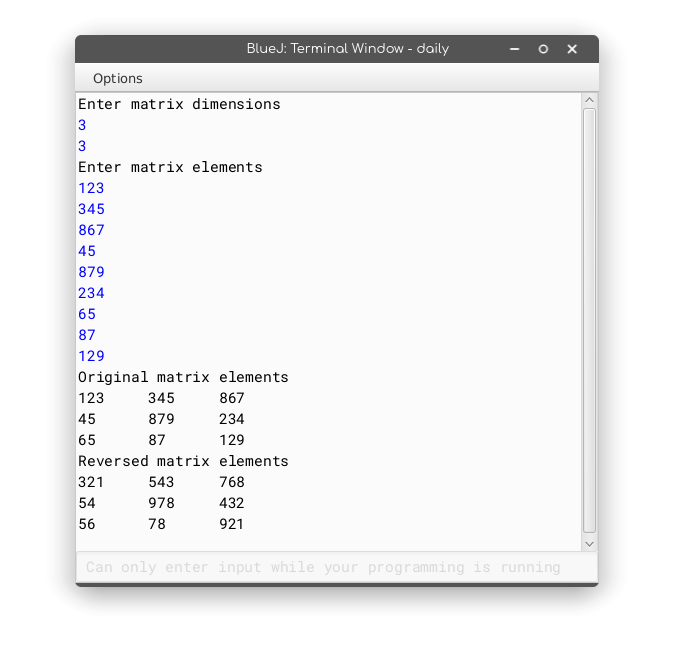 BlueJ: Terminal Window - daily
Options
Enter matrix dimensions
3
3
Enter matrix elements
123
345
867
45
879
234
65
87
129
Original matrix elements
123 345 867
45 879 234
65 87 129
Reversed matrix elements
321 543 768
54 978 432
56 78 921
Can only enter input while your programming is running